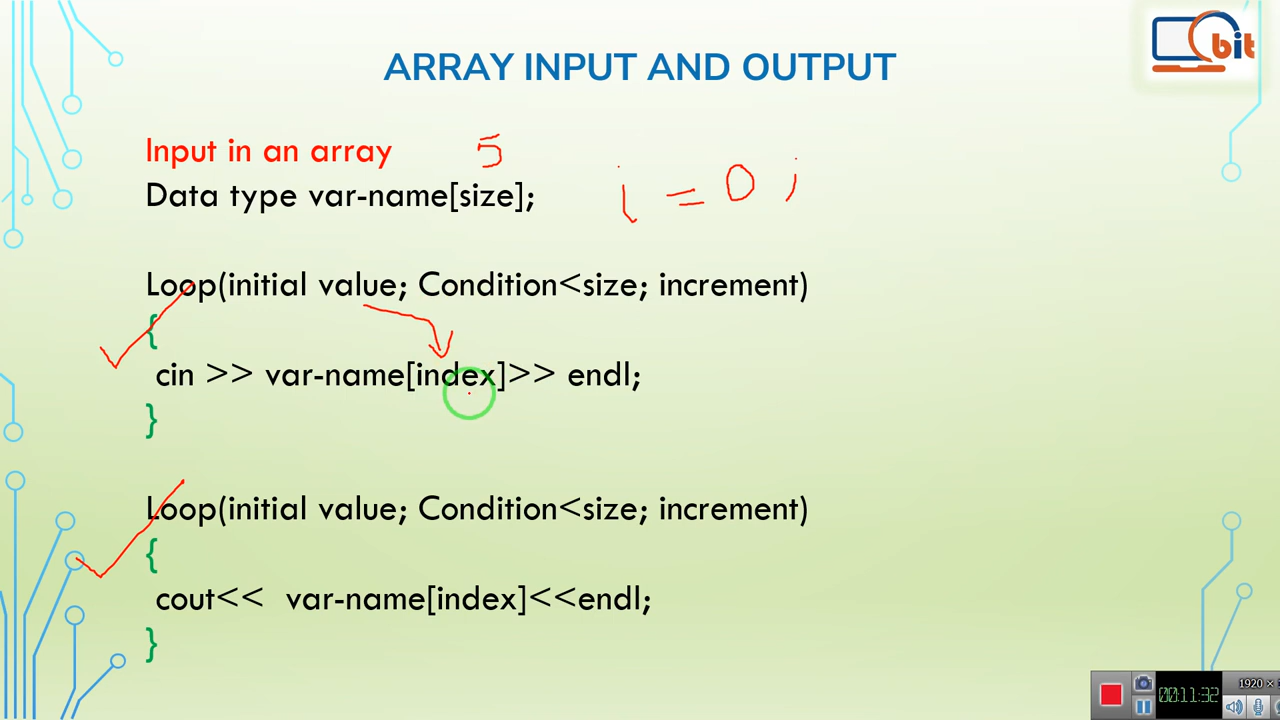 bit
ARRAY INPUT AND OUTPUT
Input in an array 5
Data type var-name[size]; i = 0 ;
Loop(initial value; Condition<size; increment)
{
cin >> var-name[index]>> endl;
}
Loop(initial value; Condition<size; increment)
{
cout<< var-name[index]<<endl;
}
1920 ×
00:11:32